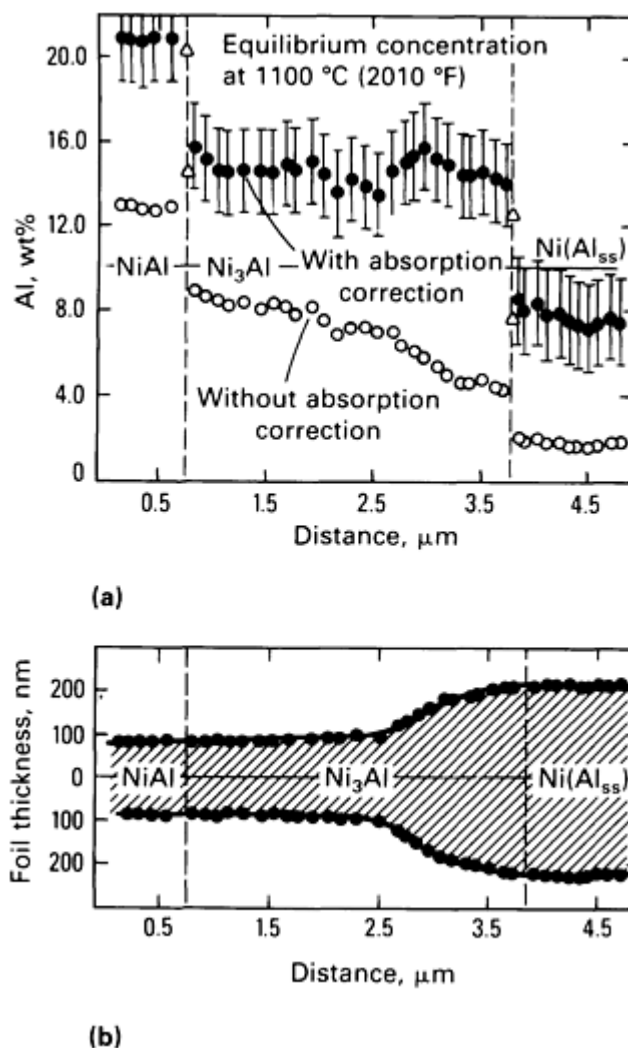 20.0
16.0
12.0
8.0
4.0
0
Al, wt%
Equilibrium concentration
at 1100 °C (2010 °F)
NiAl
Ni₃Al
With absorption
correction
Ni(Alss)
Without absorption
correction
0.5
1.5
2.5
3.5
4.5
Distance, μm
(a)
200
100
0
100
200
Foil thickness, nm
NiAl
Ni₃Al
Ni(Alss)
0.5
1.5
2.5
3.5
4.5
Distance, μm
(b)